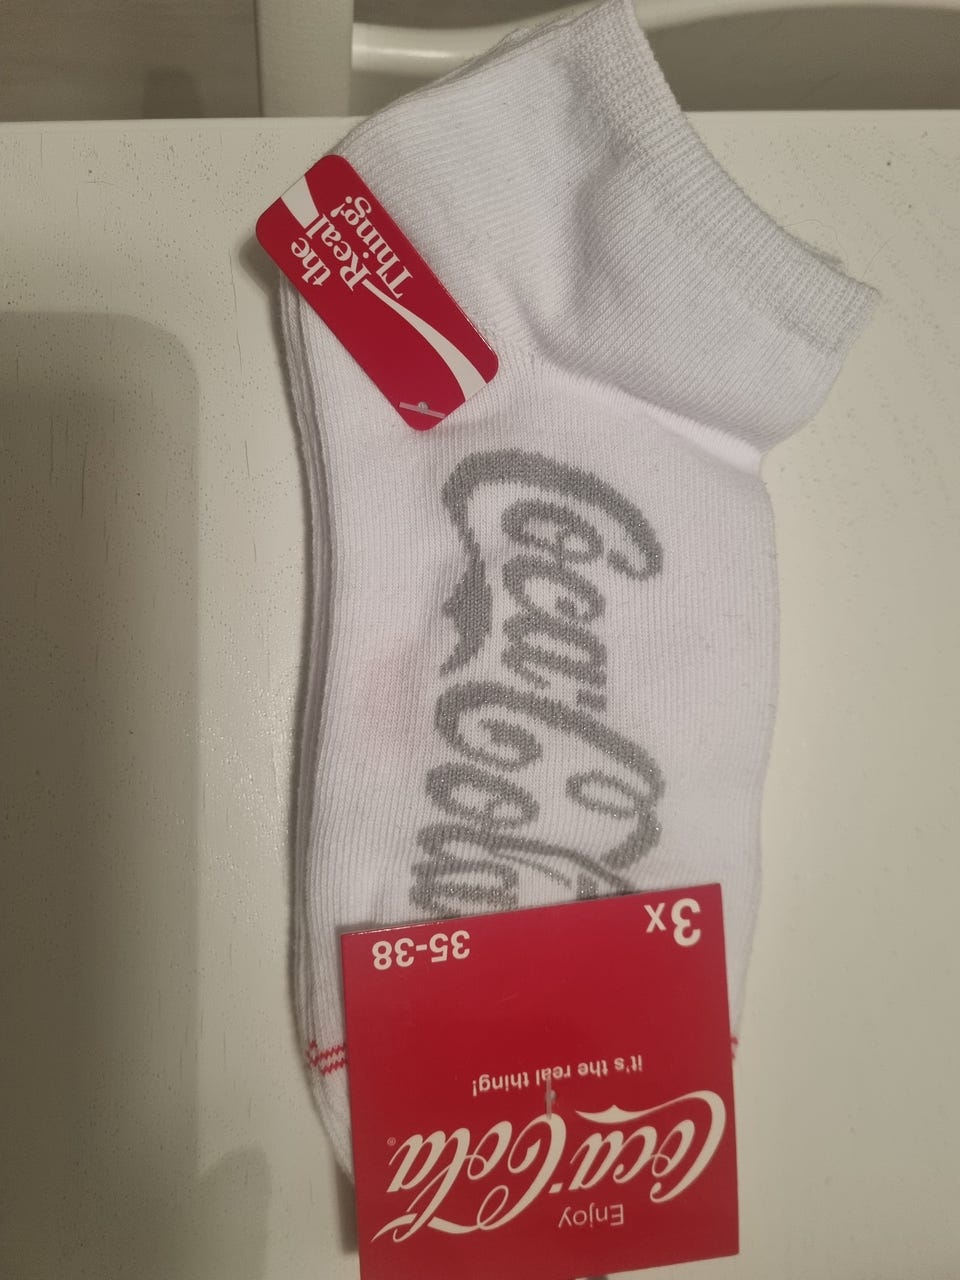 the
Real
Thing!
Coca-Cola
3x 35-38
it's the real thing!
Coca-Cola®
Enjoy